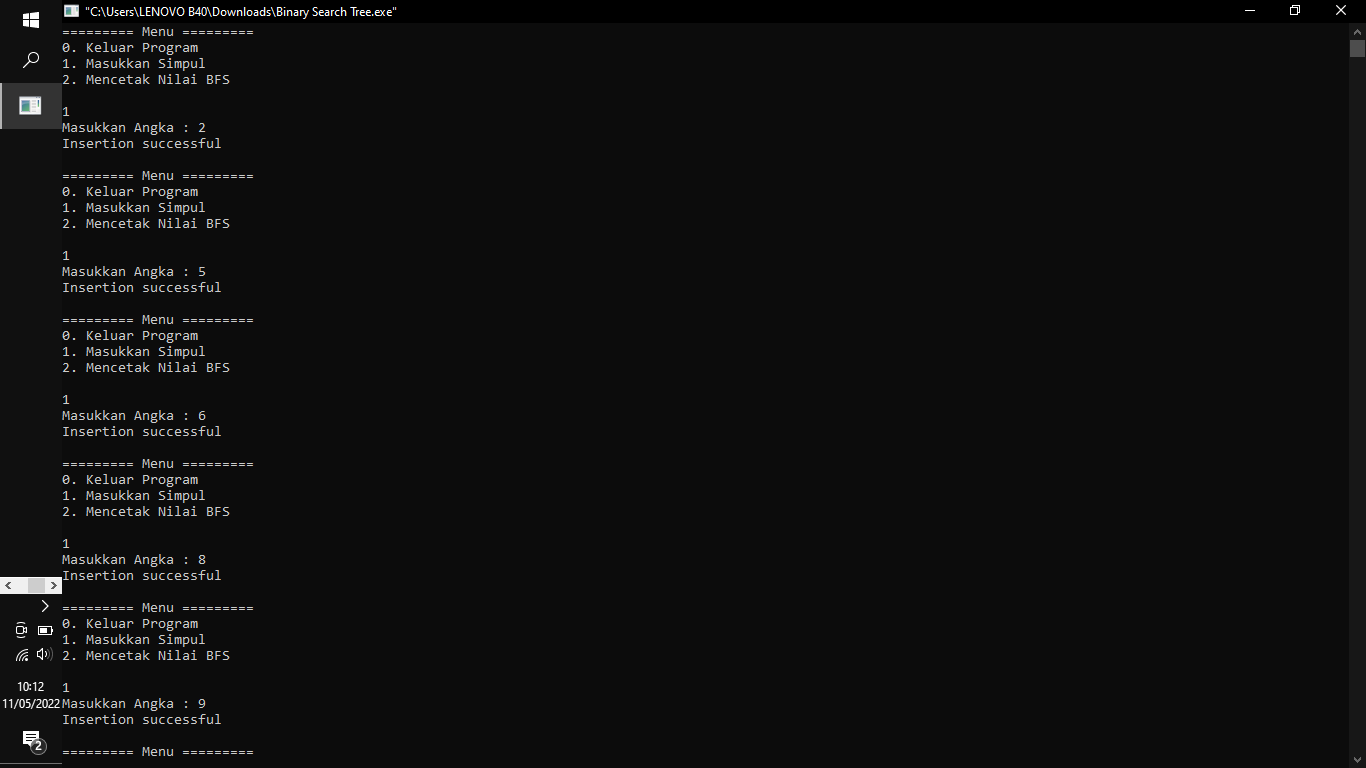 "C:\Users\LENOVO B40\Downloads\Binary Search Tree.exe"
========= Menu =========
0. Keluar Program
1. Masukkan Simpul
2. Mencetak Nilai BFS
1
Masukkan Angka : 2
Insertion successful
========= Menu =========
0. Keluar Program
1. Masukkan Simpul
2. Mencetak Nilai BFS
1
Masukkan Angka : 5
Insertion successful
========= Menu =========
0. Keluar Program
1. Masukkan Simpul
2. Mencetak Nilai BFS
1
Masukkan Angka : 6
Insertion successful
========= Menu =========
0. Keluar Program
1. Masukkan Simpul
2. Mencetak Nilai BFS
1
Masukkan Angka : 8
Insertion successful
========= Menu =========
0. Keluar Program
1. Masukkan Simpul
2. Mencetak Nilai BFS
1
Masukkan Angka : 9
Insertion successful
========= Menu =========
10:12
11/05/2022
2